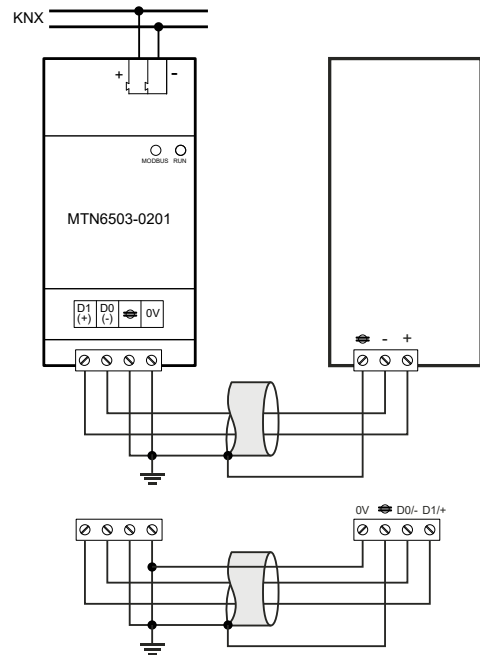 KNX
+ -
MODBUS RUN
MTN6503-0201
D1 D0 0V
(+) (-)
- +
0V D0/- D1/+